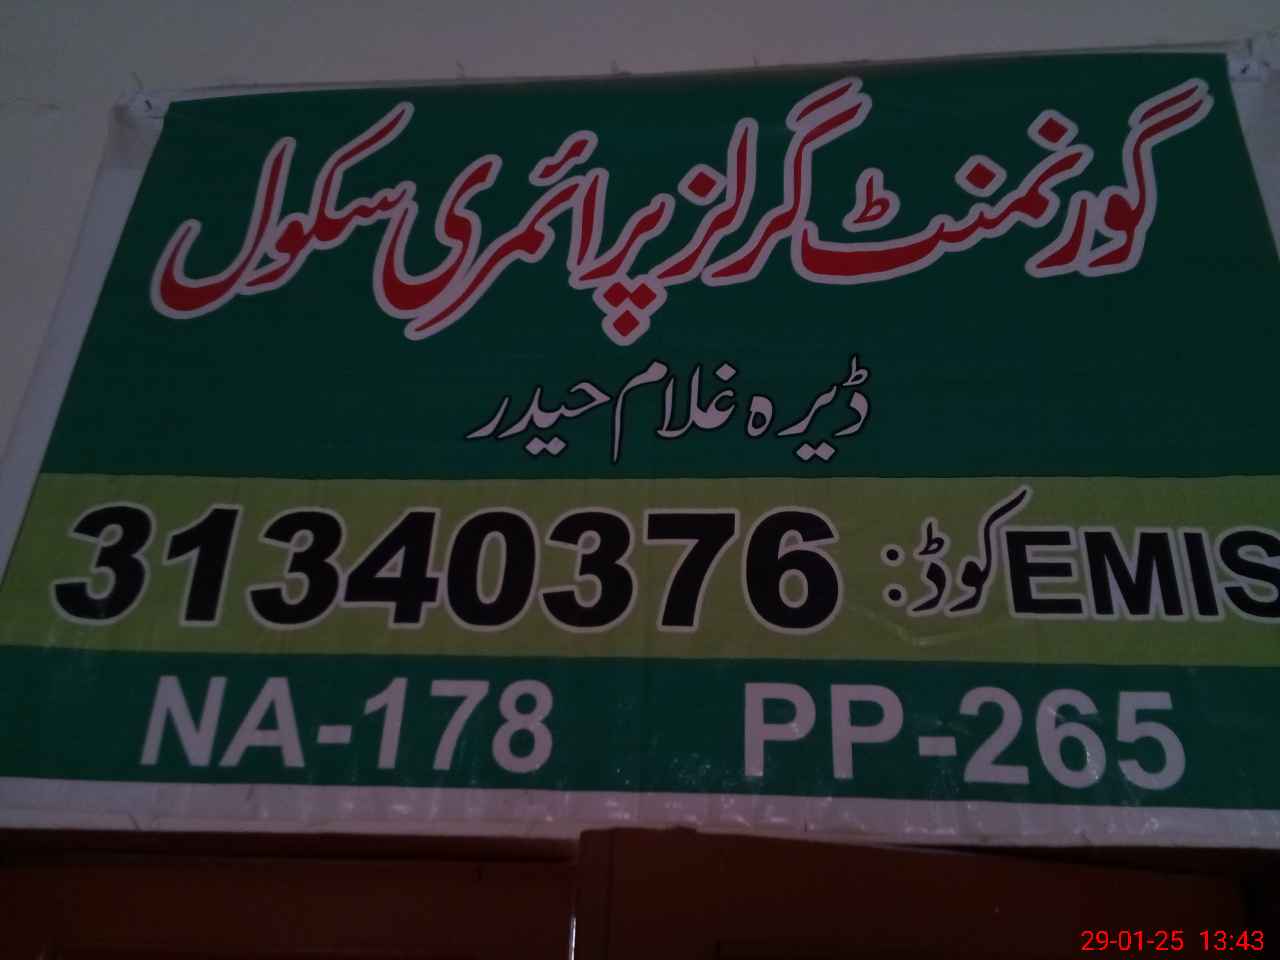 گورنمنٹ گرلز پرائمری سکول
ڈیرہ غلام حیدر
EMIS کوڈ: 31340376
NA-178 PP-265
29-01-25 13:43